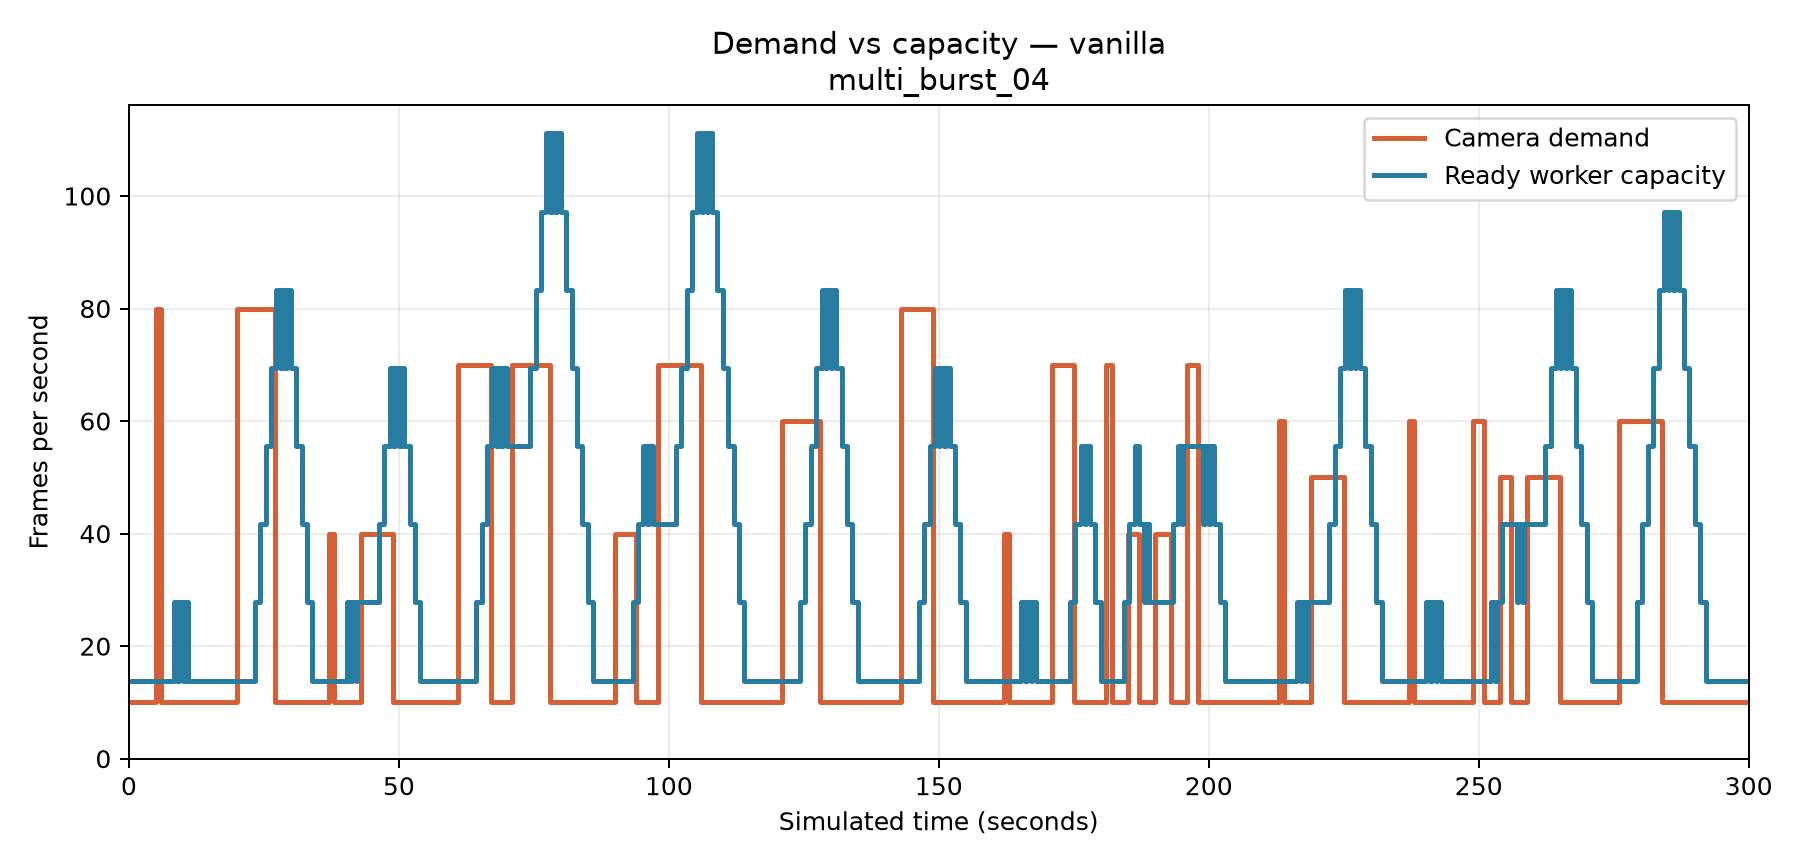 Demand vs capacity — vanilla
multi_burst_04
Camera demand
Ready worker capacity
Frames per second
100
80
60
40
20
0
0 50 100 150 200 250 300
Simulated time (seconds)